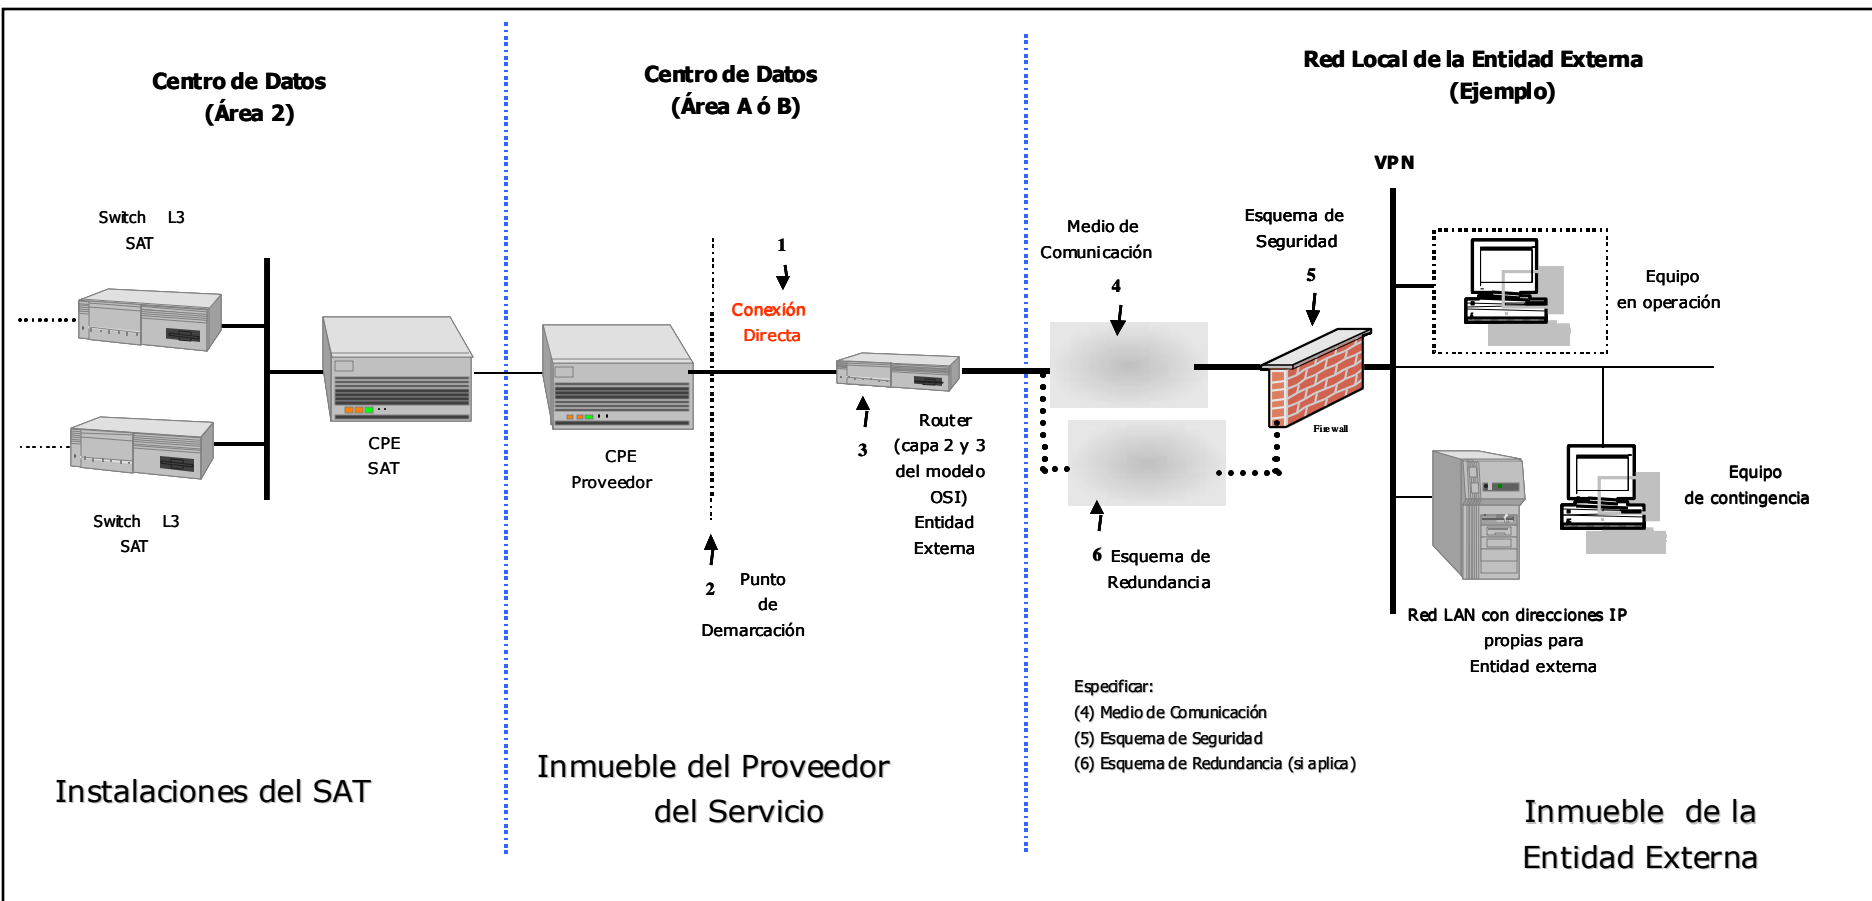 Centro de Datos
(Área 2)
Switch L3
SAT
CPE
SAT
Switch L3
SAT
Instalaciones del SAT
Centro de Datos
(Área A ó B)
1
Conexión
Directa
CPE
Proveedor
3
Router
(capa 2 y 3
del modelo
OSI)
Entidad
Externa
2
Punto
de
Demarcación
Inmueble del Proveedor
del Servicio
Red Local de la Entidad Externa
(Ejemplo)
VPN
Medio de
Comunicación
4
Esquema de
Seguridad
5
Firewall
6 Esquema de
Redundancia
Equipo
en operación
Equipo
de contingencia
Red LAN con direcciones IP
propias para
Entidad externa
Especificar:
(4) Medio de Comunicación
(5) Esquema de Seguridad
(6) Esquema de Redundancia (si aplica)
Inmueble de la
Entidad Externa